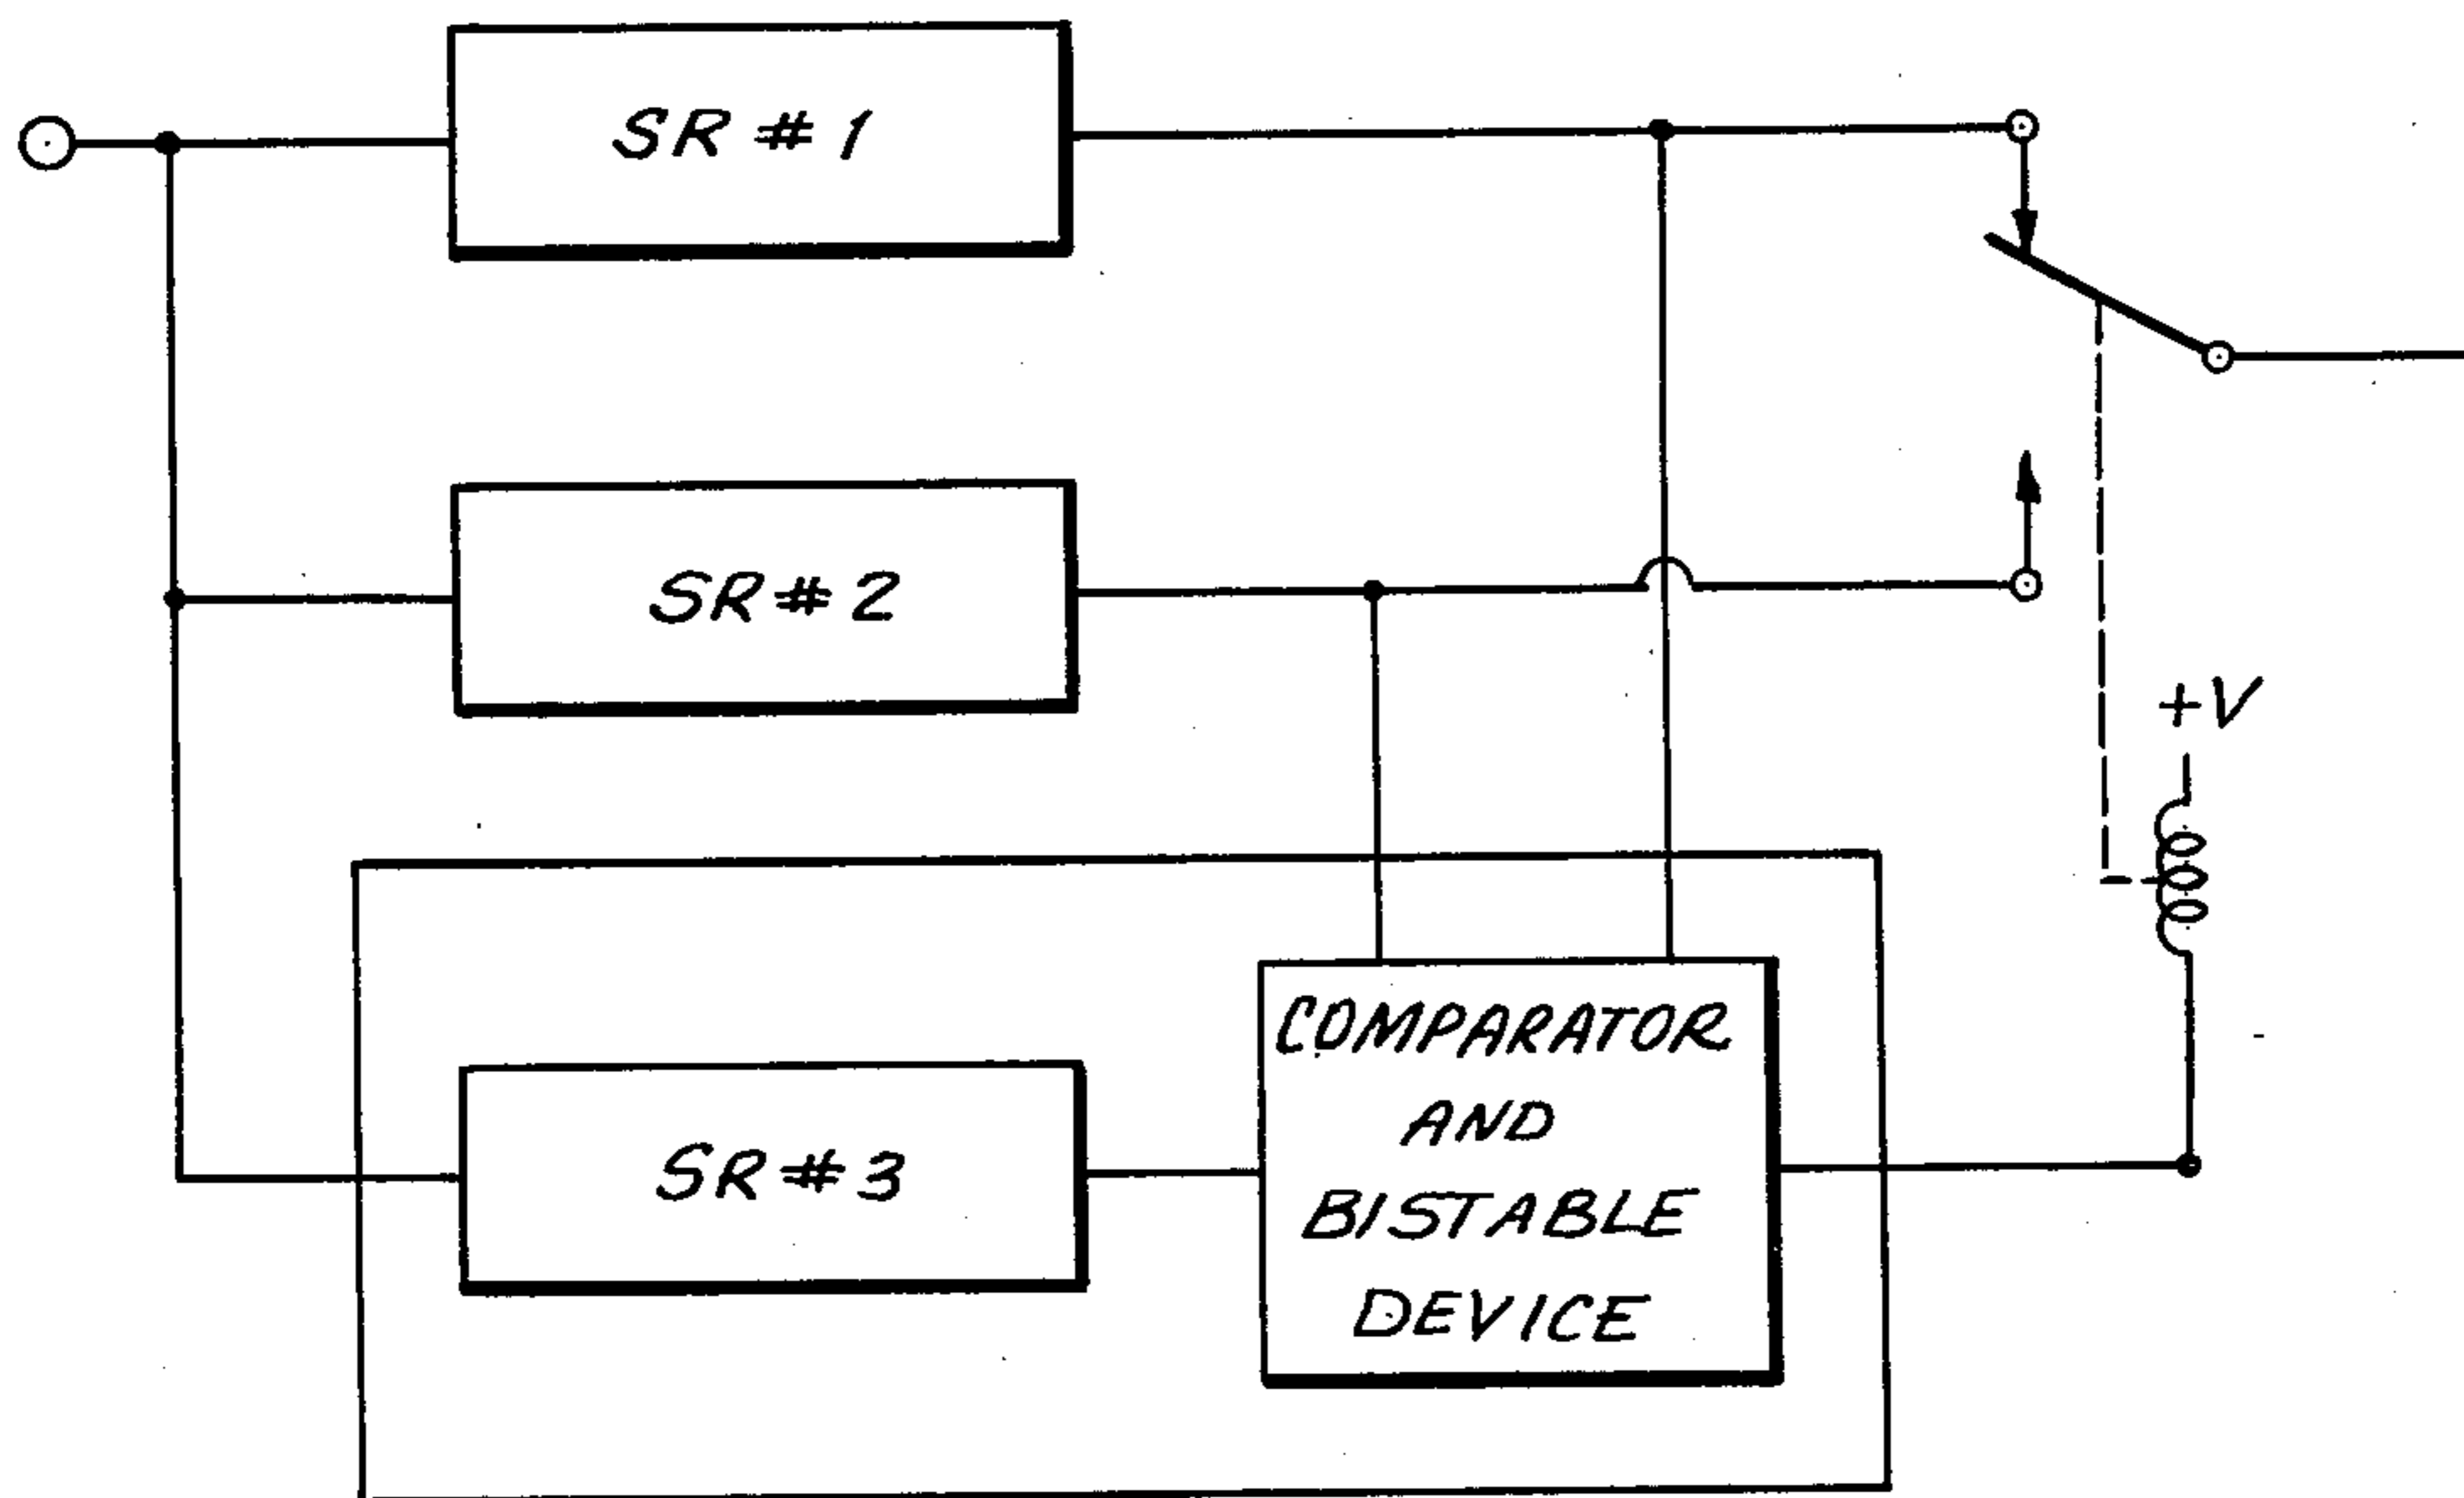 SR #1
SR #2
+V
SR #3
COMPARATOR
AND
BISTABLE
DEVICE